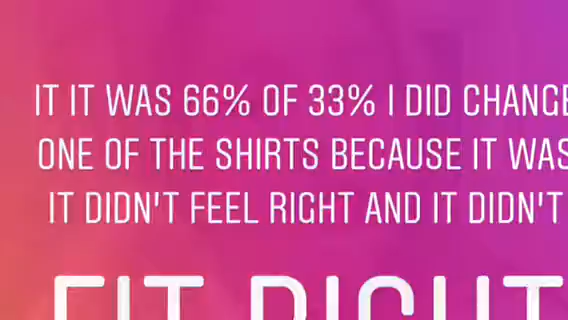 IT IT WAS 66% OF 33% I DID CHANGE
ONE OF THE SHIRTS BECAUSE IT WAS
IT DIDN'T FEEL RIGHT AND IT DIDN'T
FIT RIGHT